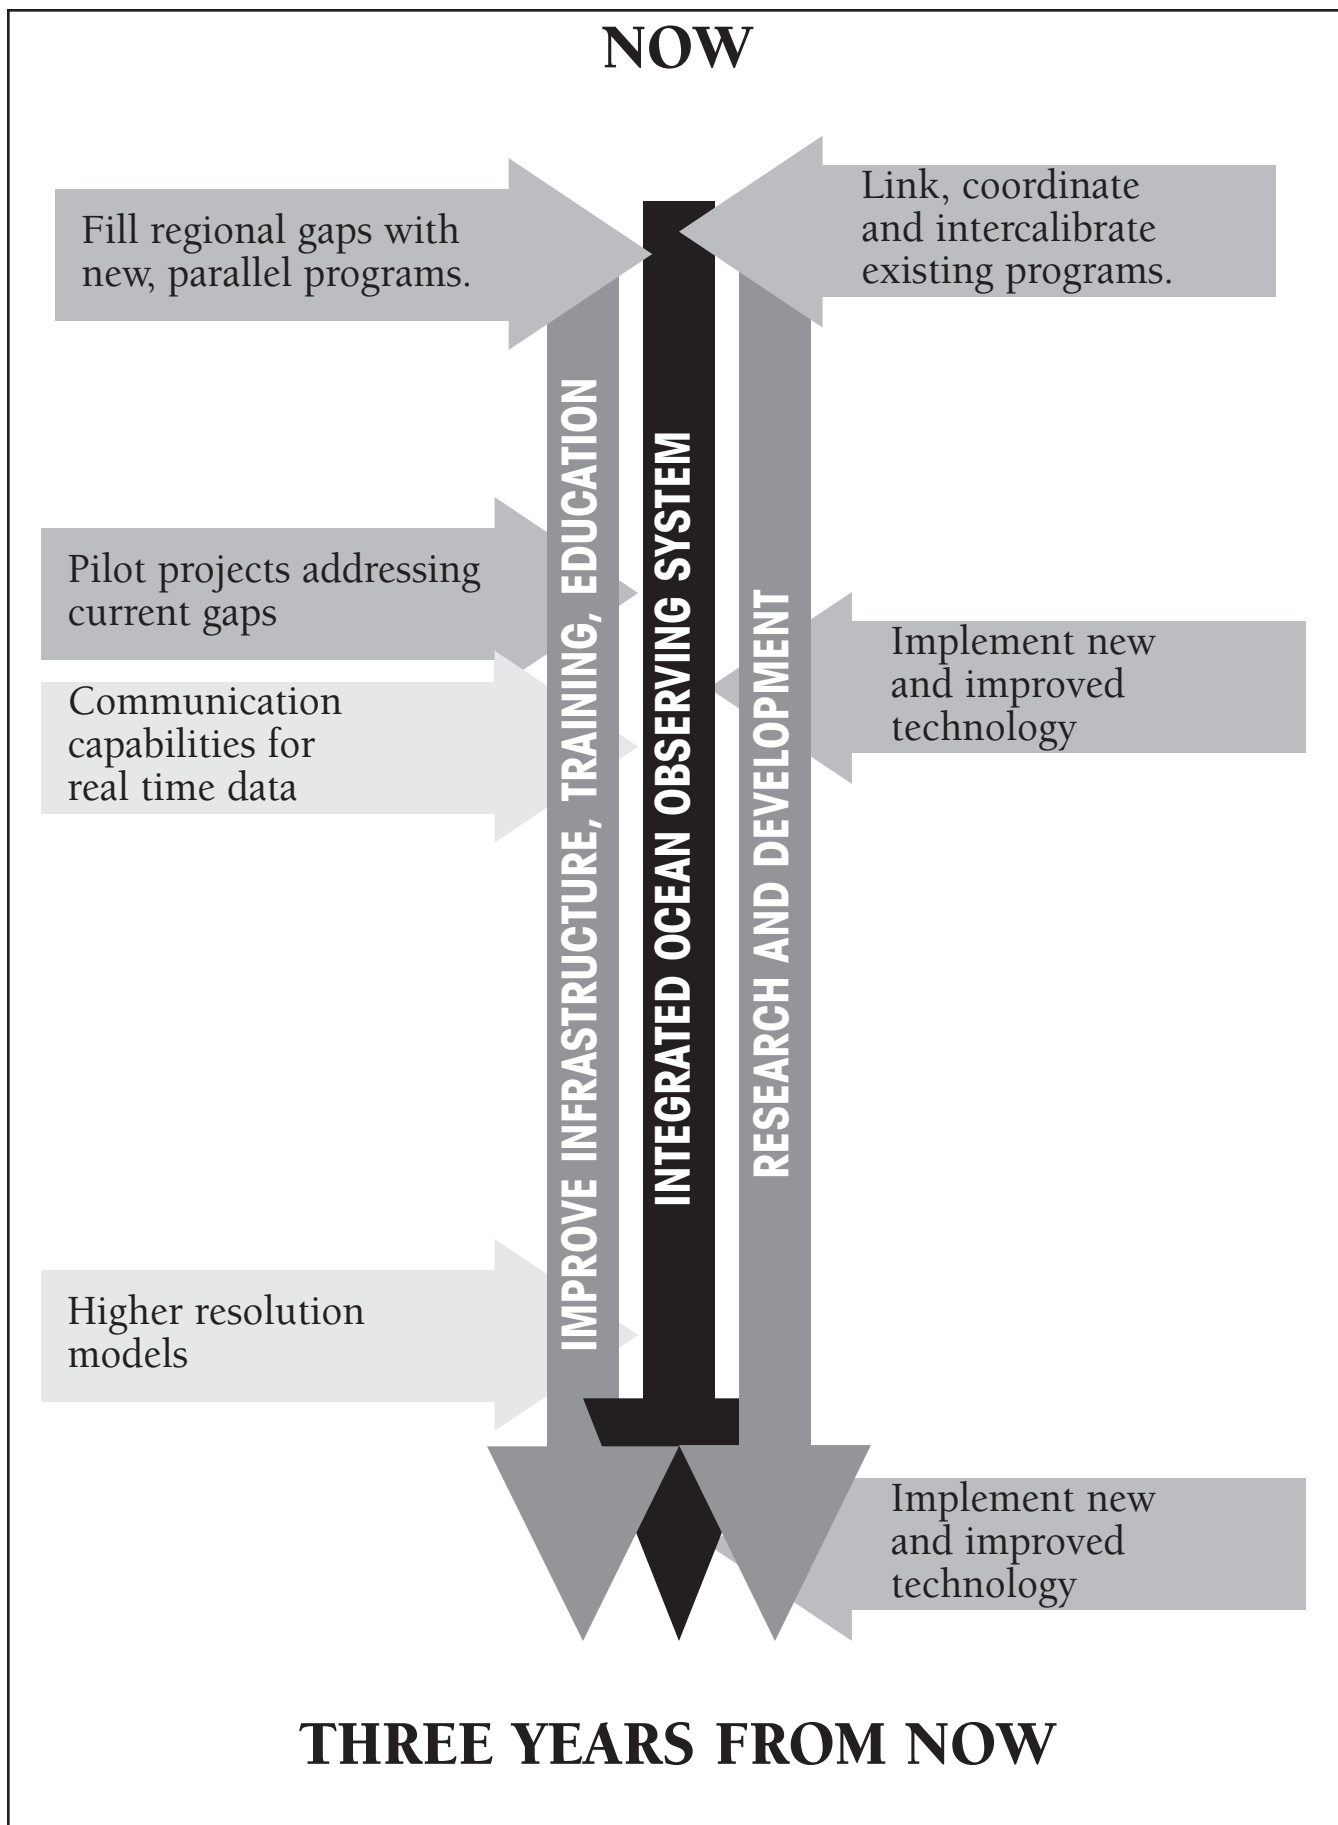 NOW
Fill regional gaps with
new, parallel programs.
Link, coordinate
and intercalibrate
existing programs.
Pilot projects addressing
current gaps
Communication
capabilities for
real time data
IMPROVE INFRASTRUCTURE, TRAINING, EDUCATION
INTEGRATED OCEAN OBSERVING SYSTEM
RESEARCH AND DEVELOPMENT
Implement new
and improved
technology
Higher resolution
models
Implement new
and improved
technology
THREE YEARS FROM NOW